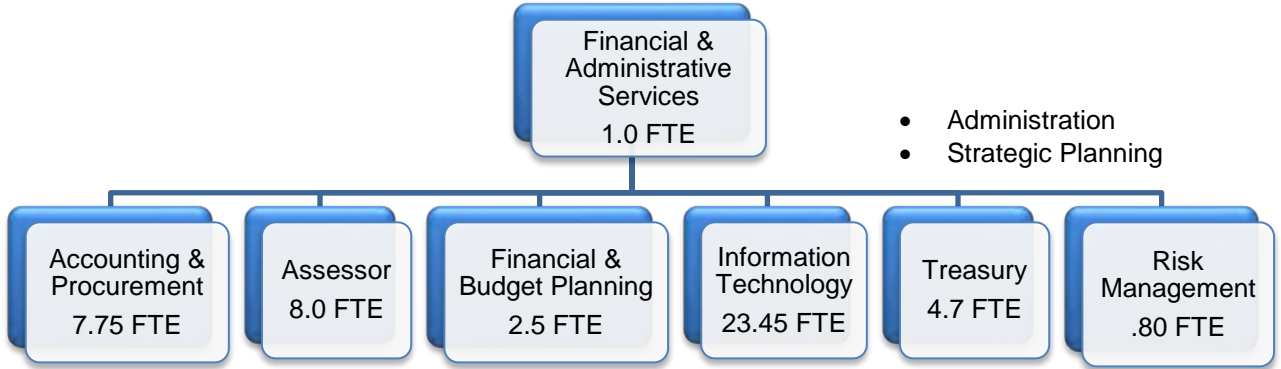 Financial &
Administrative
Services
1.0 FTE
• Administration
• Strategic Planning
Accounting &
Procurement
7.75 FTE
Assessor
8.0 FTE
Financial &
Budget Planning
2.5 FTE
Information
Technology
23.45 FTE
Treasury
4.7 FTE
Risk
Management
.80 FTE